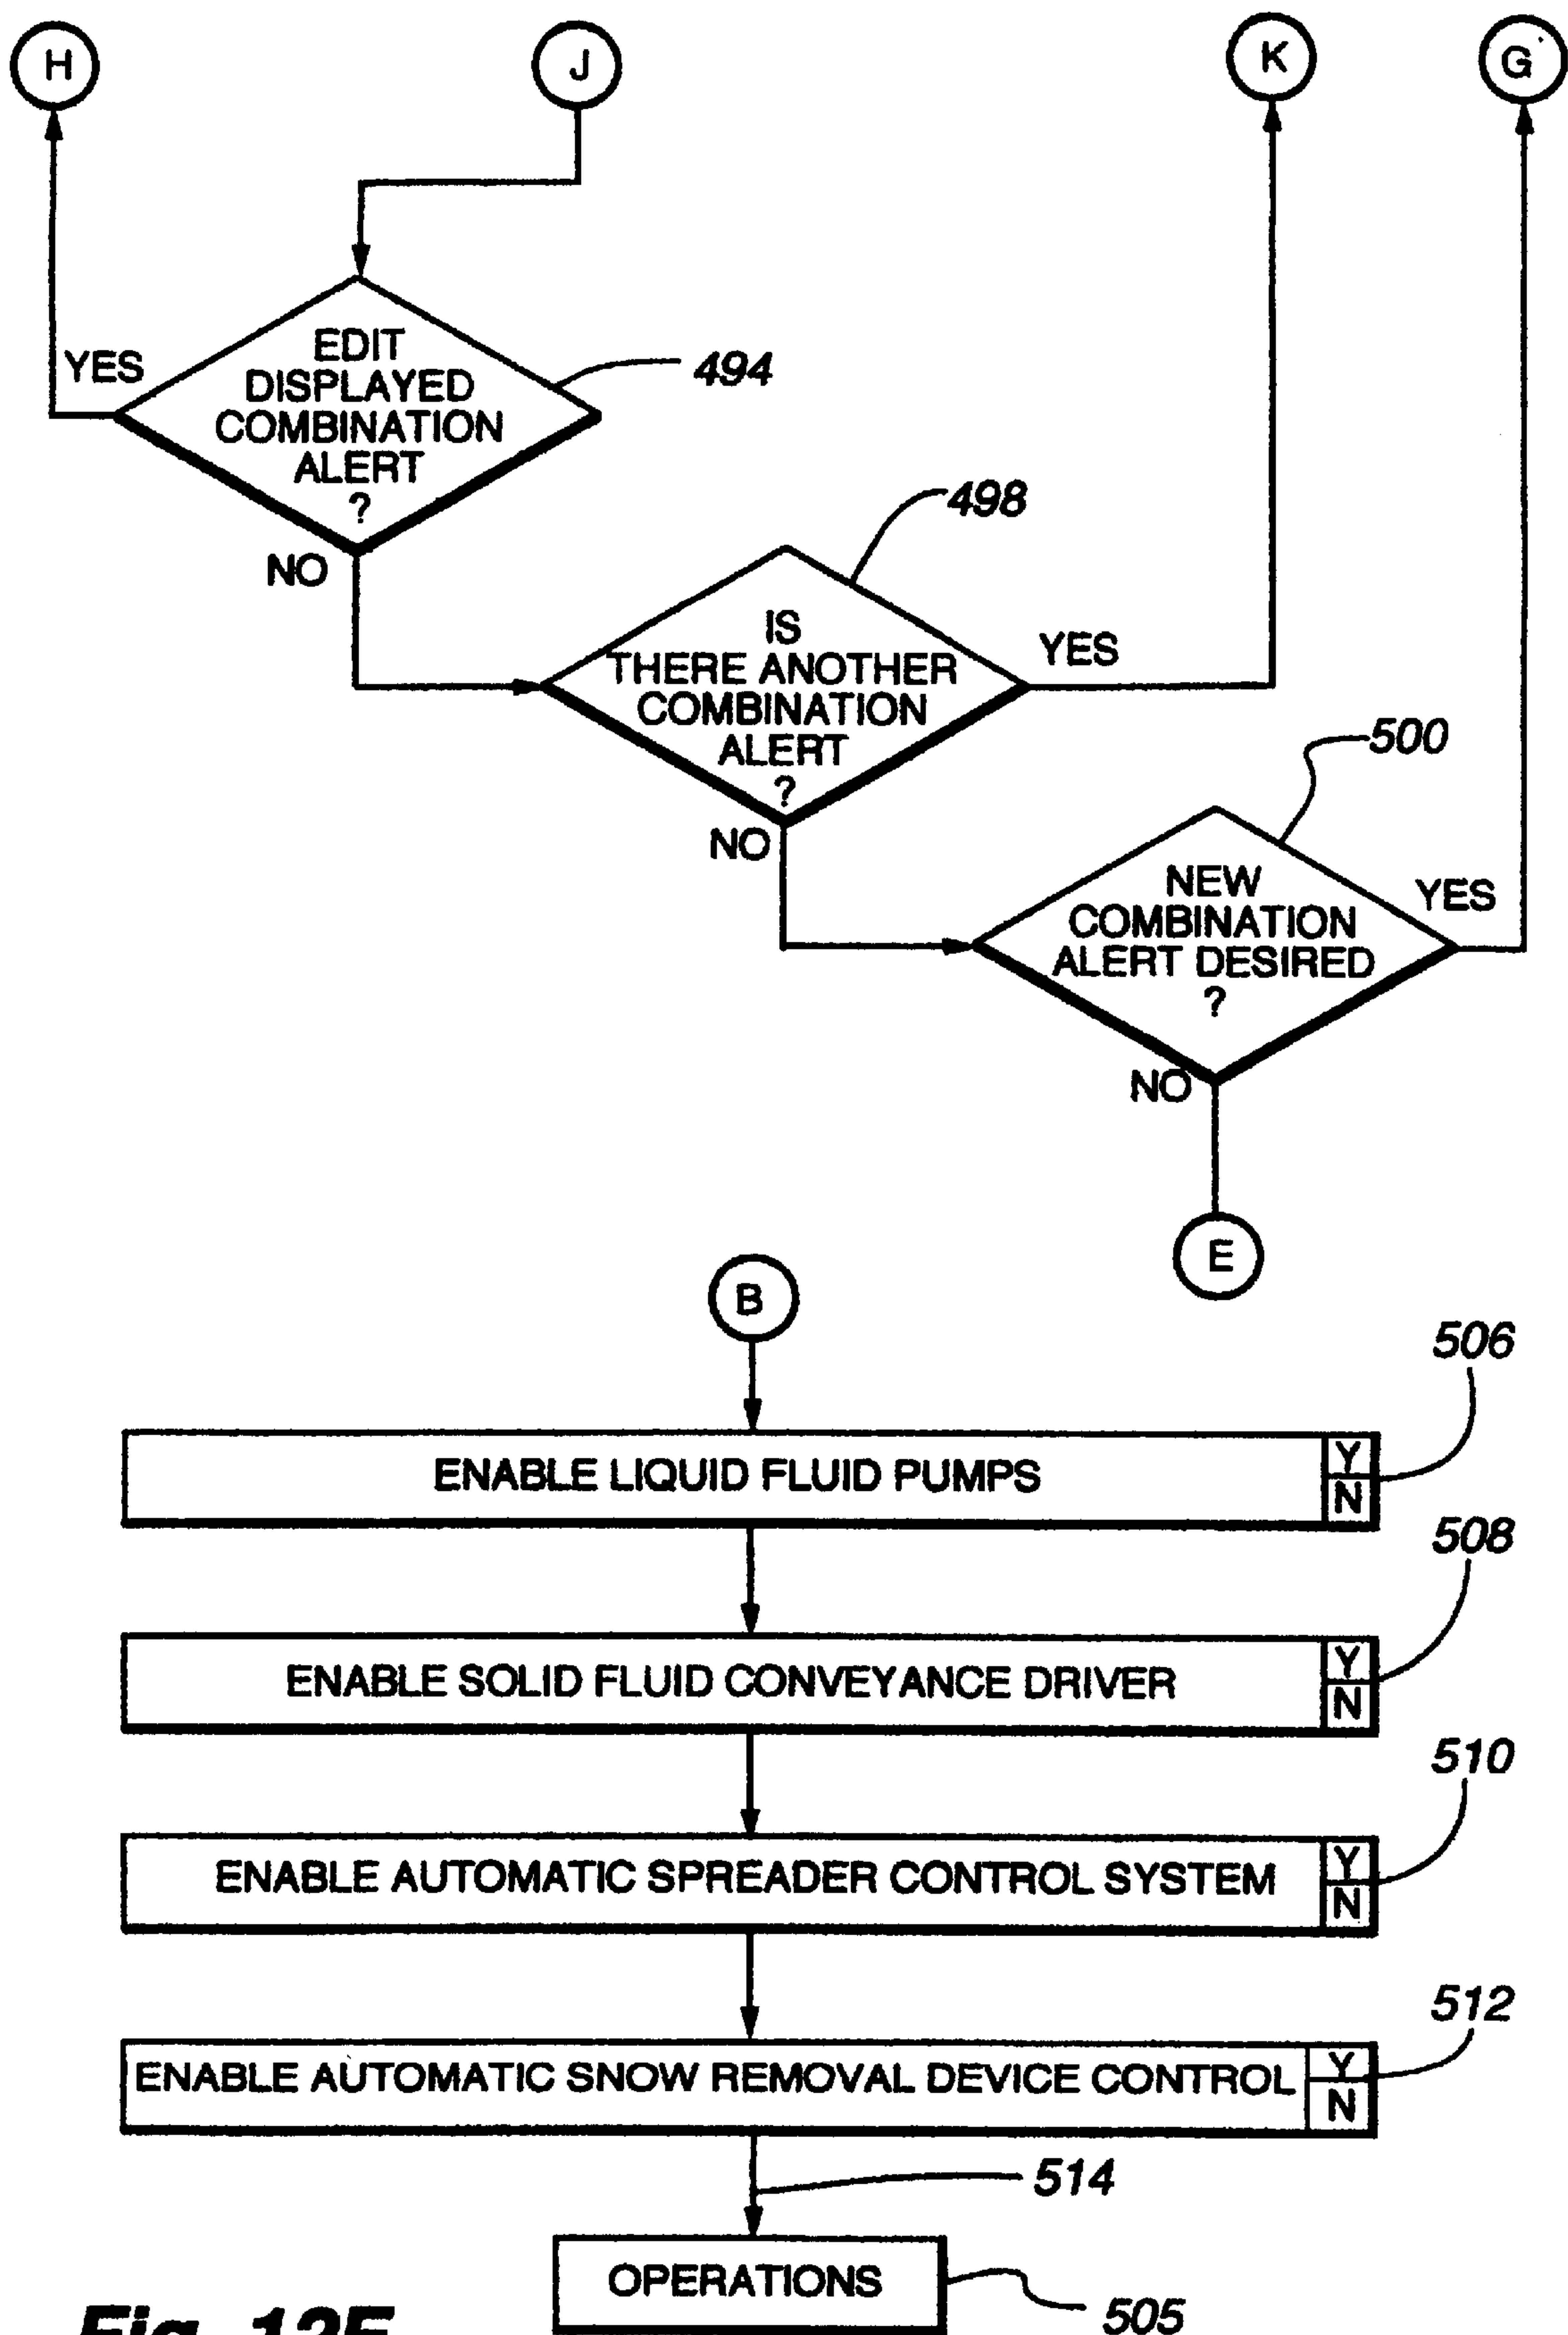 H
J
K
G
EDIT
DISPLAYED
COMBINATION
ALERT
?
YES
NO
494
IS
THERE ANOTHER
COMBINATION
ALERT
?
YES
NO
498
NEW
COMBINATION
ALERT DESIRED
?
YES
NO
500
E
B
ENABLE LIQUID FLUID PUMPS
Y
N
506
ENABLE SOLID FLUID CONVEYANCE DRIVER
Y
N
508
ENABLE AUTOMATIC SPREADER CONTROL SYSTEM
Y
N
510
ENABLE AUTOMATIC SNOW REMOVAL DEVICE CONTROL
Y
N
512
514
OPERATIONS
505